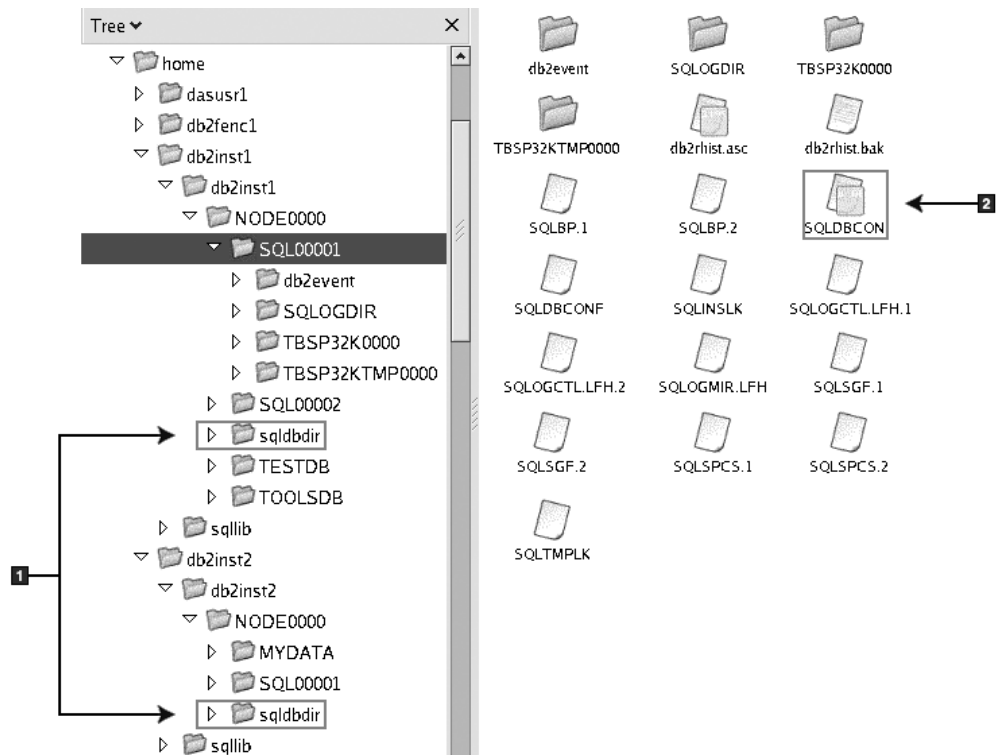 Tree
home
dasusr1
db2fenc1
db2inst1
db2inst1
NODE0000
SQL00001
db2event
SQLOGDIR
TBSP32K0000
TBSP32KTMP0000
SQL00002
sqldbdir
TESTDB
TOOLSDB
sqllib
db2inst2
db2inst2
NODE0000
MYDATA
SQL00001
sqldbdir
sqllib
1
db2event SQLOGDIR TBSP32K0000
TBSP32KTMP0000 db2rhist.asc db2rhist.bak
SQLBP.1 SQLBP.2 SQLDBCON
2
SQLDBCONF SQLINSLK SQLOGCTL.LFH.1
SQLOGCTL.LFH.2 SQLOGMIR.LFH SQLSGF.1
SQLSGF.2 SQLSPCS.1 SQLSPCS.2
SQLTMPLK